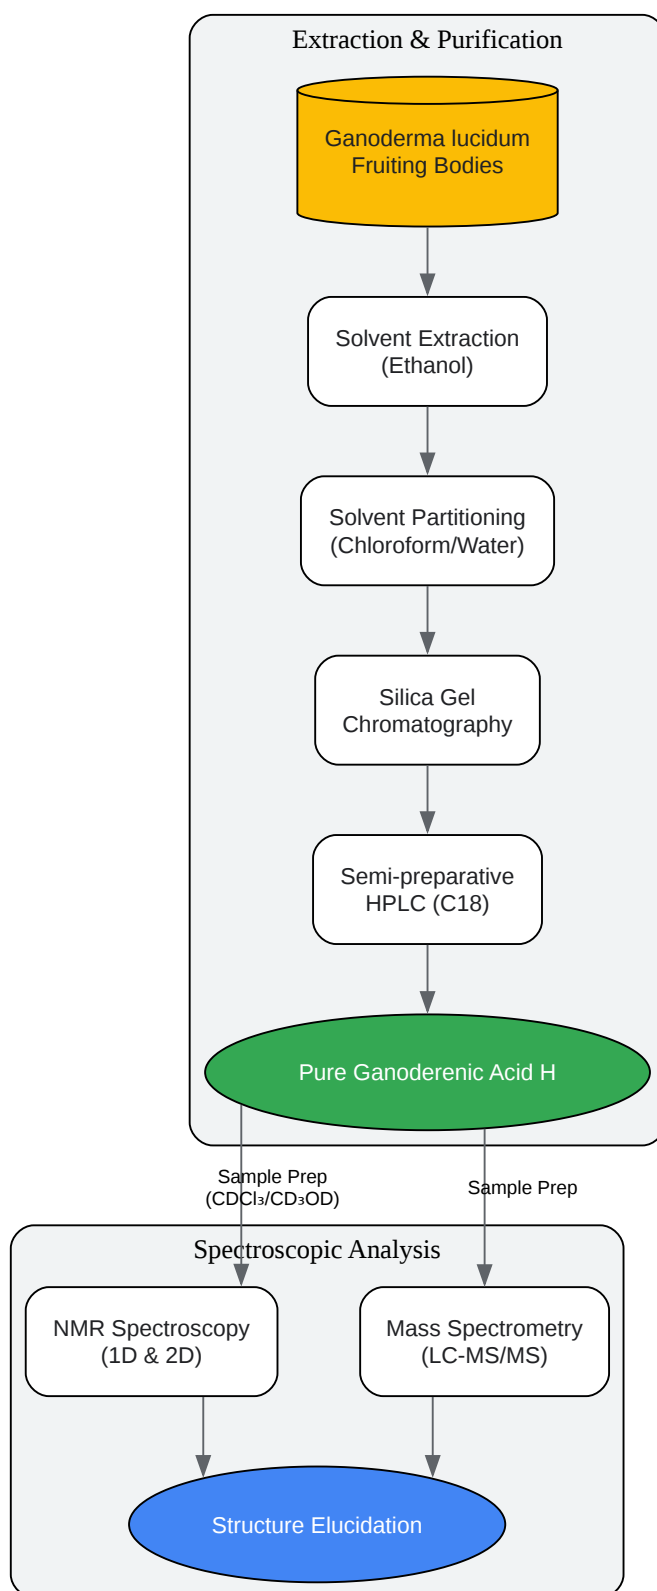 Extraction & Purification
Ganoderma lucidum
Fruiting Bodies
Solvent Extraction
(Ethanol)
Solvent Partitioning
(Chloroform/Water)
Silica Gel
Chromatography
Semi-preparative
HPLC (C18)
Pure Ganoderenic Acid H
Sample Prep
(CDCl₃/CD₃OD)
Sample Prep
Spectroscopic Analysis
NMR Spectroscopy
(1D & 2D)
Mass Spectrometry
(LC-MS/MS)
Structure Elucidation